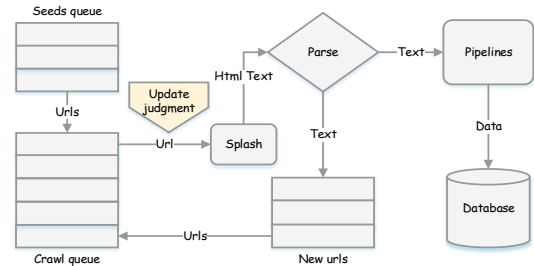 Seeds queue
Urls
Update
judgment
Url
Splash
Html Text
Parse
Text
Pipelines
Text
Data
Database
Urls
Crawl queue
New urls